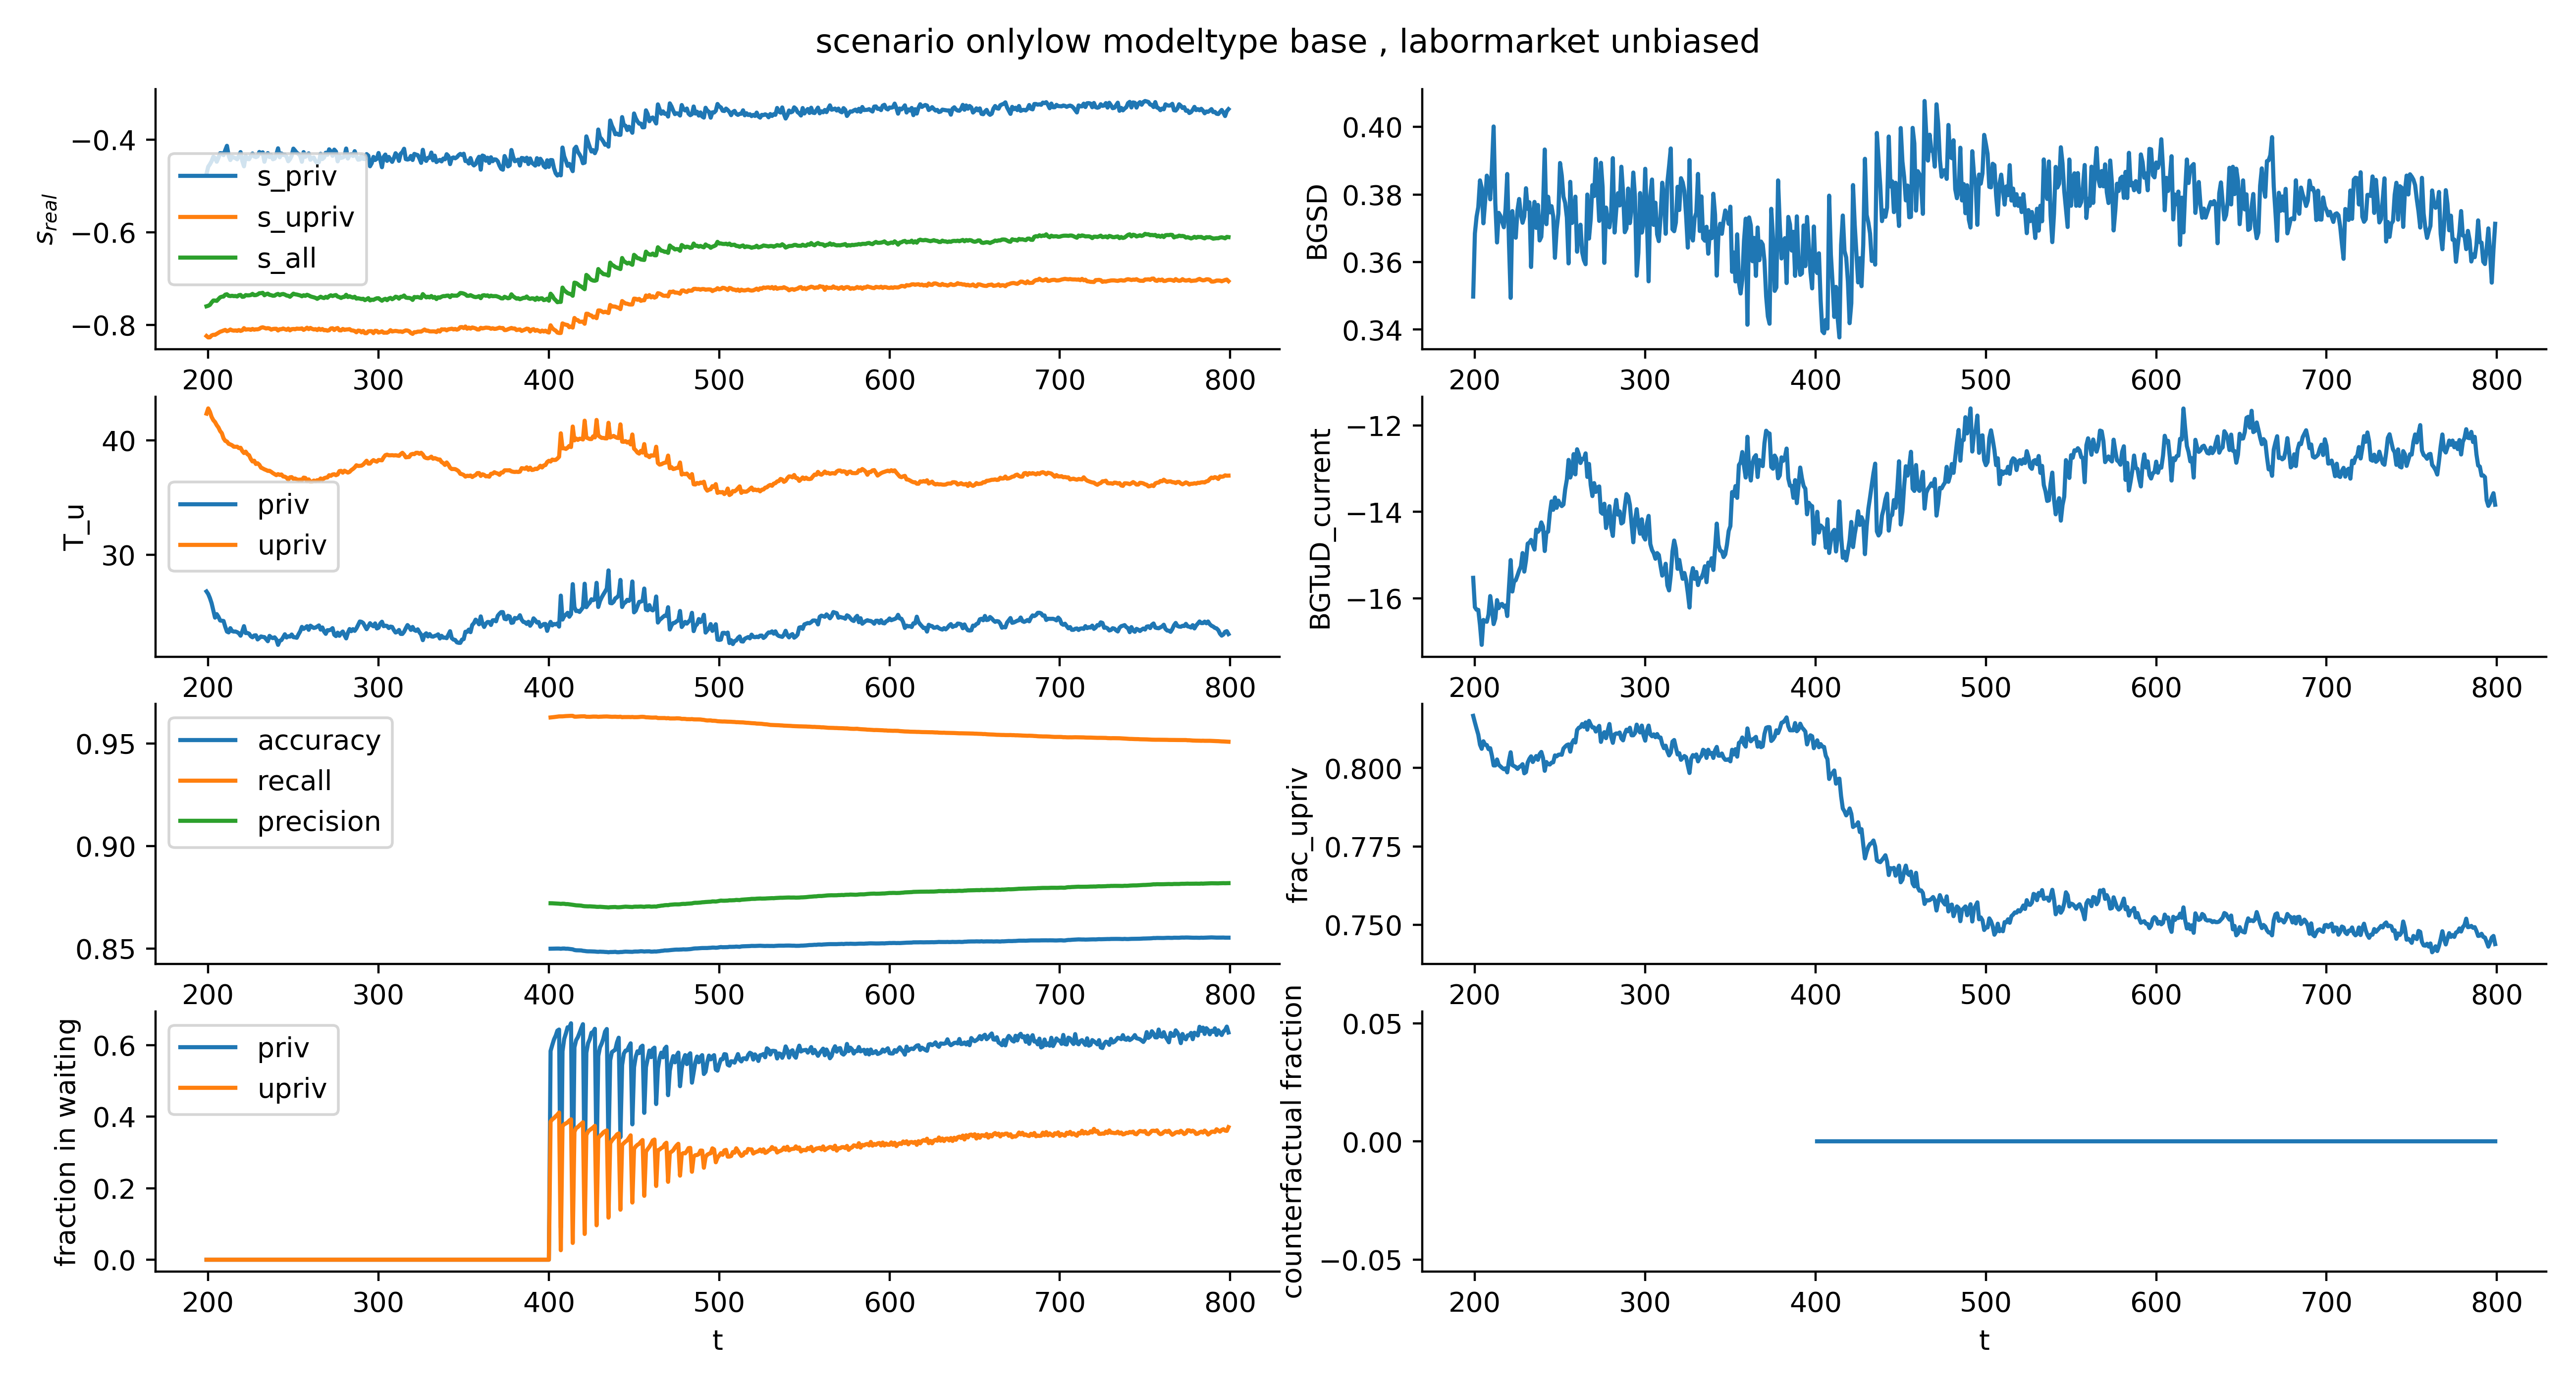 scenario onlylow modeltype base , labormarket unbiased
s_real
−0.4
−0.6
−0.8
s_priv
s_upriv
s_all
200 300 400 500 600 700 800
BGSD
0.40
0.38
0.36
0.34
200 300 400 500 600 700 800
T_u
40
30
priv
upriv
200 300 400 500 600 700 800
BGTuD_current
−12
−14
−16
200 300 400 500 600 700 800
0.95
0.90
0.85
accuracy
recall
precision
200 300 400 500 600 700 800
frac_upriv
0.800
0.775
0.750
200 300 400 500 600 700 800
fraction in waiting
0.6
0.4
0.2
0.0
priv
upriv
200 300 400 500 600 700 800
t
counterfactual fraction
0.05
0.00
−0.05
200 300 400 500 600 700 800
t